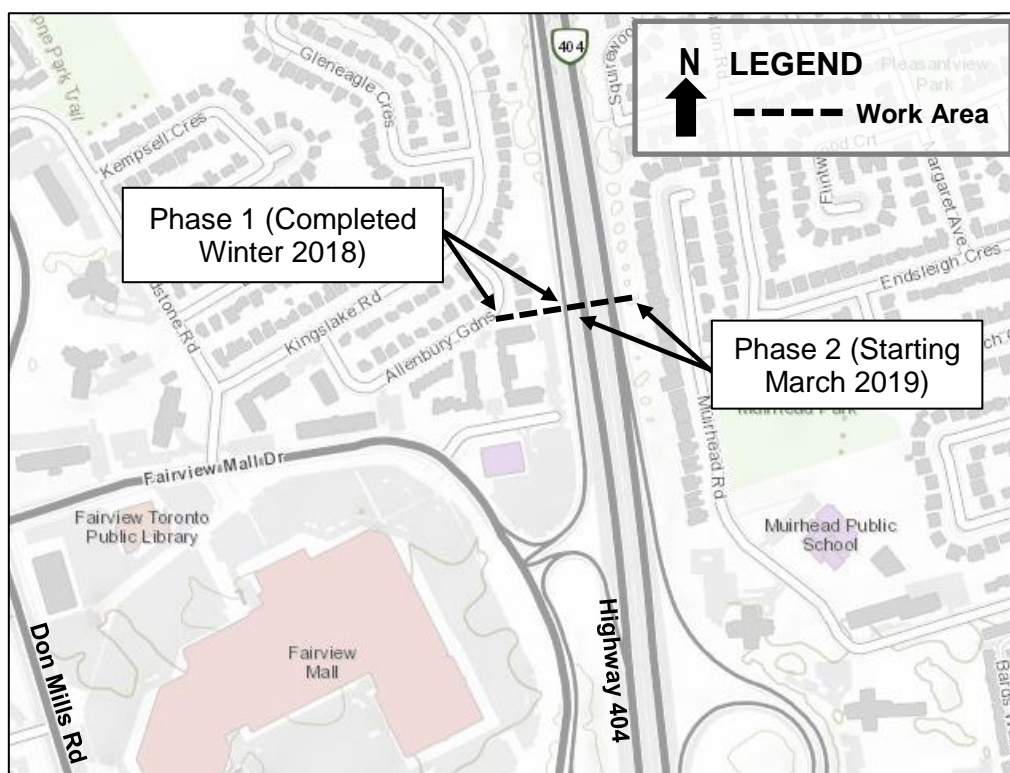 404
N
LEGEND
Work Area
Pleasantview
Park
Gleneagle Cres
Kempsell Cres
Park Trail
Phase 1 (Completed
Winter 2018)
Margaret Ave
Endsleigh Cres
Kingslake Rd
Allenbury Gdns
Phase 2 (Starting
March 2019)
Muirhead Park
Muirhead Rd
Fairview Mall Dr
Fairview Toronto
Public Library
Muirhead Public
School
Fairview
Mall
Highway 404
Don Mills Rd